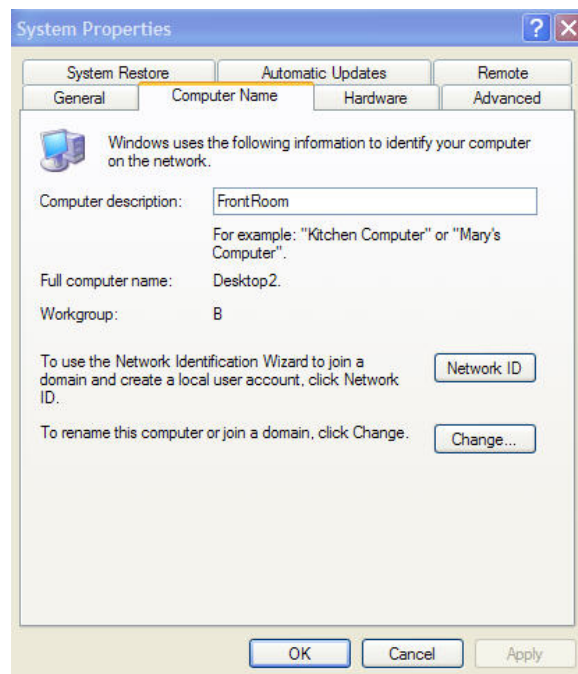 System Properties
System Restore Automatic Updates Remote
General Computer Name Hardware Advanced
Windows uses the following information to identify your computer
on the network.
Computer description: FrontRoom
For example: "Kitchen Computer" or "Mary's
Computer".
Full computer name: Desktop2.
Workgroup: B
To use the Network Identification Wizard to join a
domain and create a local user account, click Network
ID.
Network ID
To rename this computer or join a domain, click Change.
Change...
OK Cancel Apply